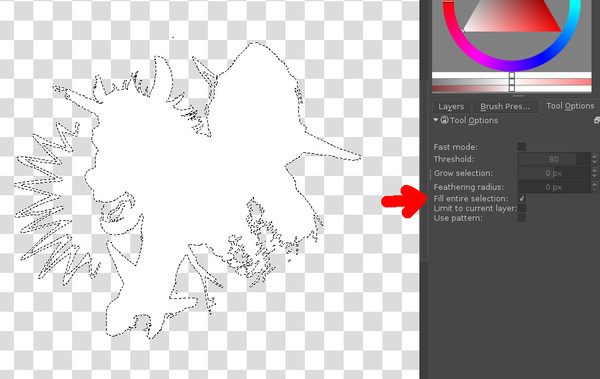 Layers Brush Pres... Tool Options
Tool Options
Fast mode:
Threshold: 80
Grow selection: 0 px
Feathering radius: 0 px
Fill entire selection:
Limit to current layer:
Use pattern: